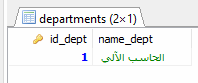 departments (2×1)
id_dept name_dept
1 الحاسب الآلي